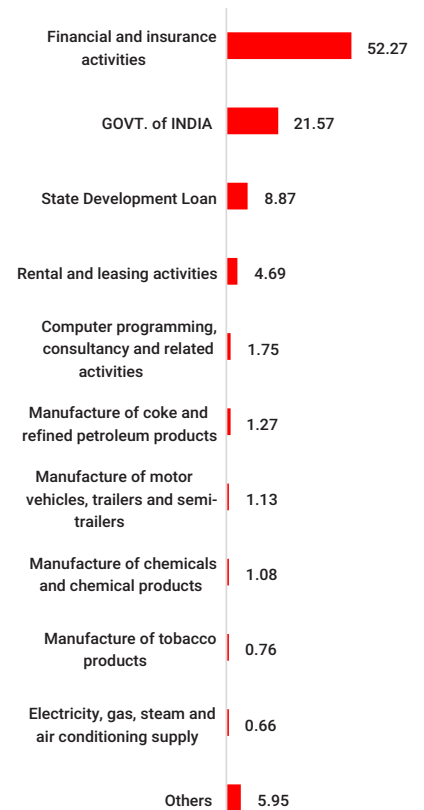 Financial and insurance
activities
52.27
GOVT. of INDIA
21.57
State Development Loan
8.87
Rental and leasing activities
4.69
Computer programming,
consultancy and related
activities
1.75
Manufacture of coke and
refined petroleum products
1.27
Manufacture of motor
vehicles, trailers and semi-
trailers
1.13
Manufacture of chemicals
and chemical products
1.08
Manufacture of tobacco
products
0.76
Electricity, gas, steam and
air conditioning supply
0.66
Others
5.95